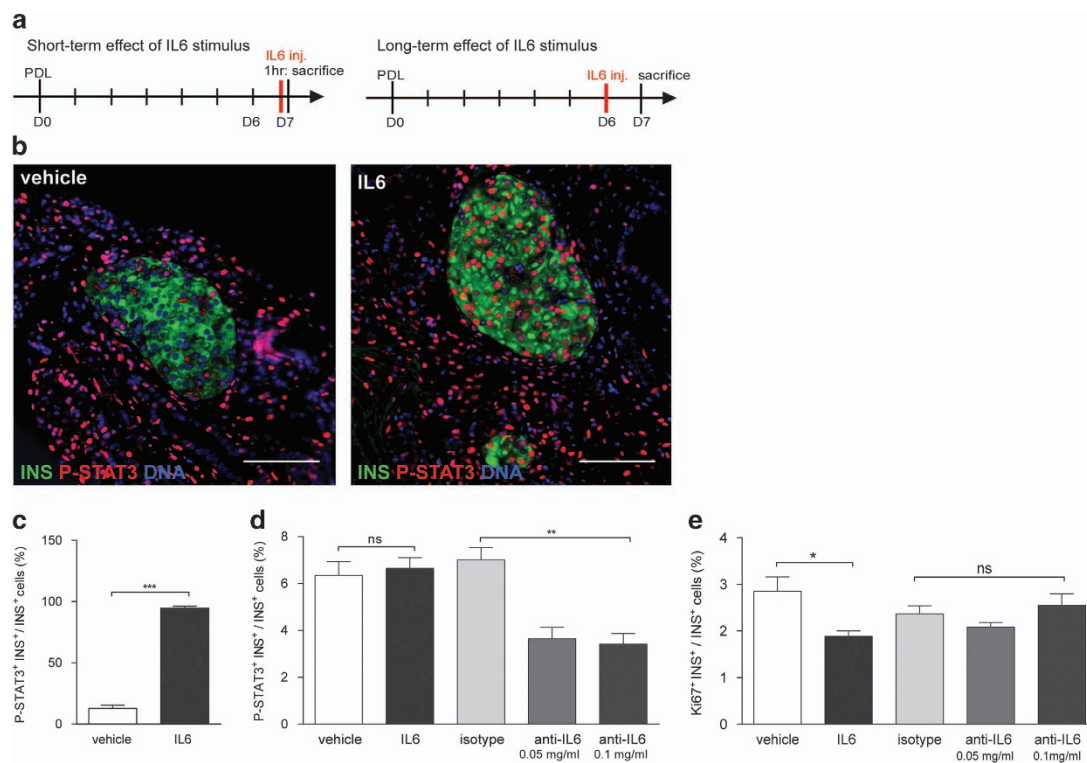 a
Short-term effect of IL6 stimulus
PDL
IL6 inj.
1hr: sacrifice
D0
D6
D7
Long-term effect of IL6 stimulus
PDL
IL6 inj.
sacrifice
D0
D6
D7
b
vehicle
INS P-STAT3 DNA
IL6
INS P-STAT3 DNA
c
P-STAT3⁺ INS⁺/ INS⁺ cells (%)
150
100
50
0
***
vehicle
IL6
d
P-STAT3⁺ INS⁺ / INS⁺ cells (%)
8
6
4
2
0
ns
**
vehicle
IL6
isotype
anti-IL6
0.05 mg/ml
anti-IL6
0.1 mg/ml
e
Ki67⁺ INS⁺ / INS⁺ cells (%)
4
3
2
1
0
*
ns
vehicle
IL6
isotype
anti-IL6
0.05 mg/ml
anti-IL6
0.1mg/ml